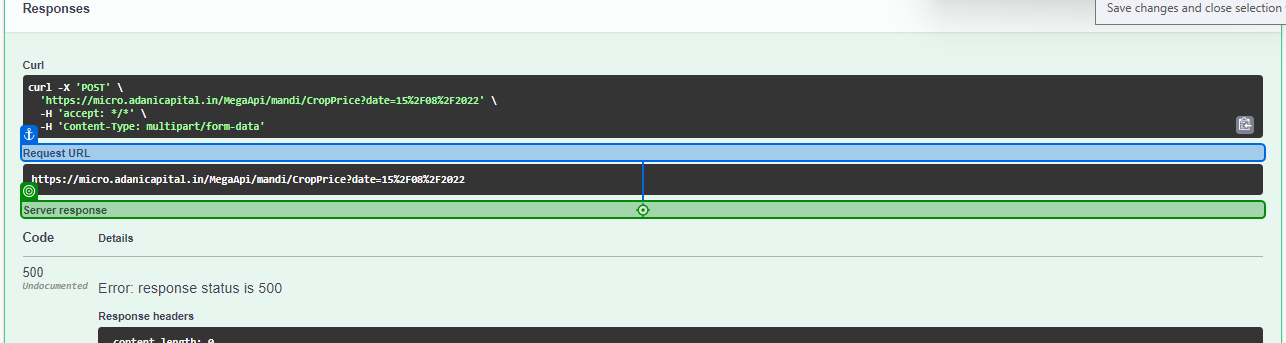 Responses
Save changes and close selection
Curl
curl -X 'POST' \
'https://micro.adanicapital.in/MegaApi/mandi/CropPrice?date=15%2F08%2F2022' \
-H 'accept: */*' \
-H 'Content-Type: multipart/form-data'
Request URL
https://micro.adanicapital.in/MegaApi/mandi/CropPrice?date=15%2F08%2F2022
Server response
Code Details
500
Undocumented
Error: response status is 500
Response headers
content-length: 0